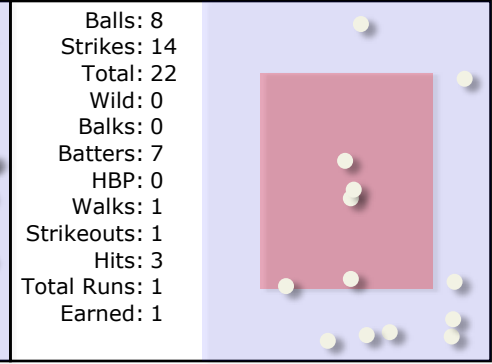 Balls: 8
Strikes: 14
Total: 22
Wild: 0
Balks: 0
Batters: 7
HBP: 0
Walks: 1
Strikeouts: 1
Hits: 3
Total Runs: 1
Earned: 1